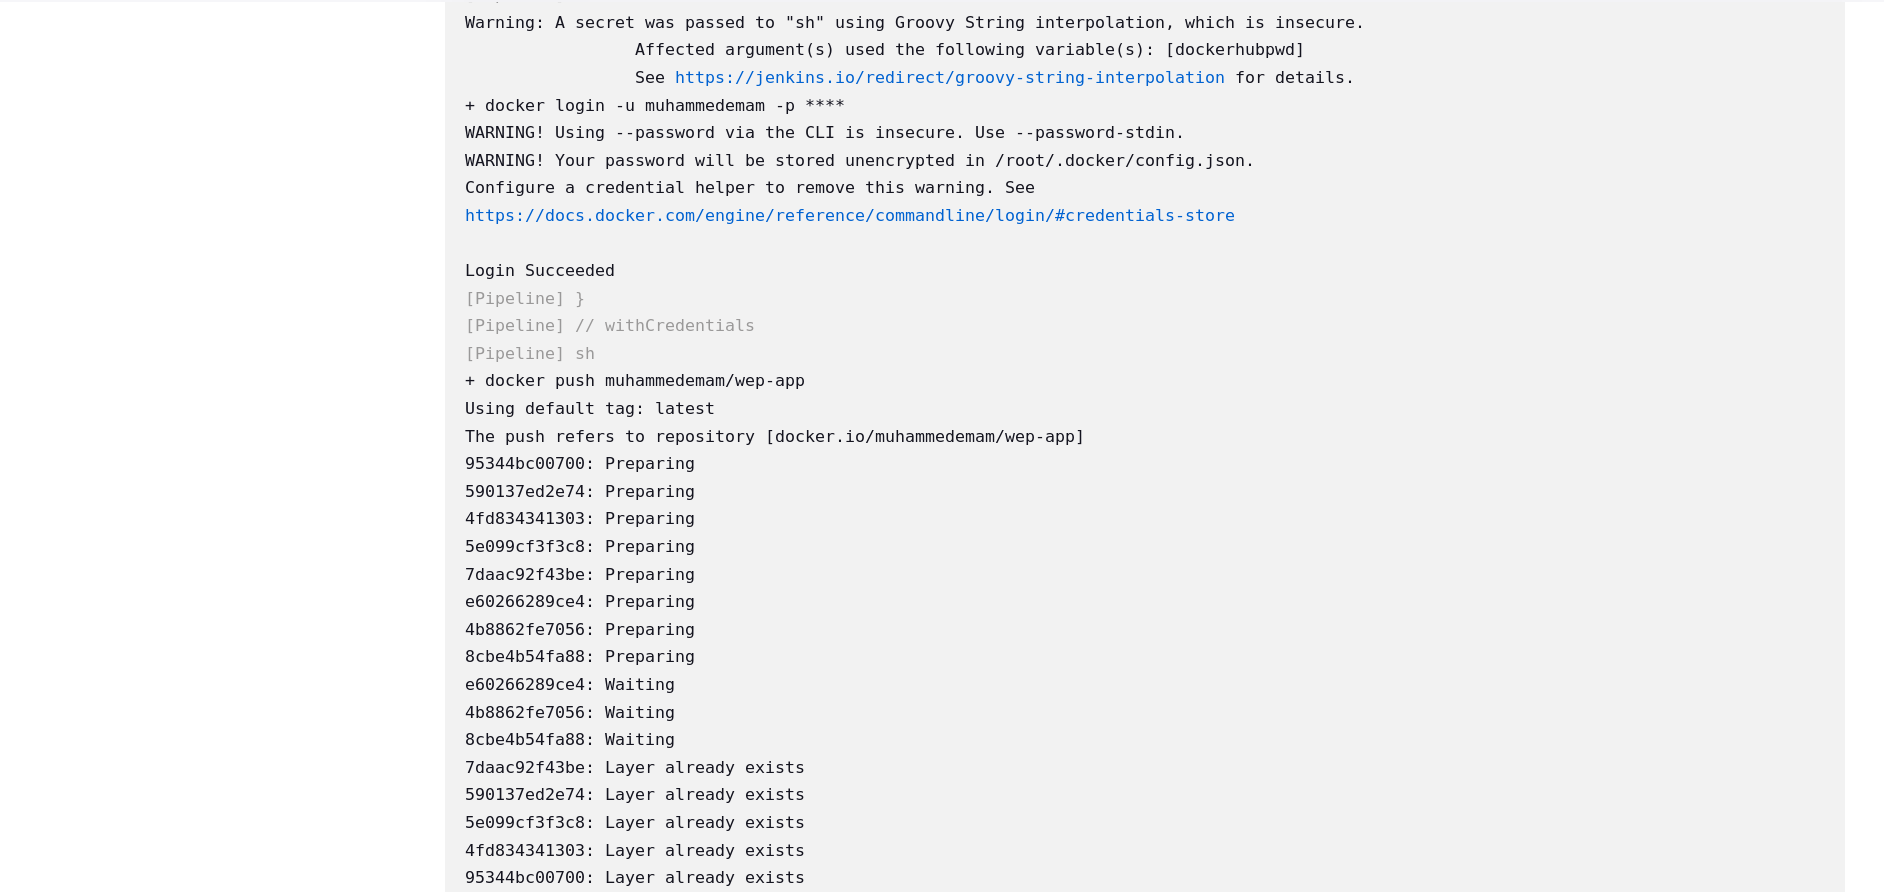 Warning: A secret was passed to "sh" using Groovy String interpolation, which is insecure.
Affected argument(s) used the following variable(s): [dockerhubpwd]
See https://jenkins.io/redirect/groovy-string-interpolation for details.
+ docker login -u muhammedemam -p ****
WARNING! Using --password via the CLI is insecure. Use --password-stdin.
WARNING! Your password will be stored unencrypted in /root/.docker/config.json.
Configure a credential helper to remove this warning. See
https://docs.docker.com/engine/reference/commandline/login/#credentials-store

Login Succeeded
[Pipeline] }
[Pipeline] // withCredentials
[Pipeline] sh
+ docker push muhammedemam/wep-app
Using default tag: latest
The push refers to repository [docker.io/muhammedemam/wep-app]
95344bc00700: Preparing
590137ed2e74: Preparing
4fd834341303: Preparing
5e099cf3f3c8: Preparing
7daac92f43be: Preparing
e60266289ce4: Preparing
4b8862fe7056: Preparing
8cbe4b54fa88: Preparing
e60266289ce4: Waiting
4b8862fe7056: Waiting
8cbe4b54fa88: Waiting
7daac92f43be: Layer already exists
590137ed2e74: Layer already exists
5e099cf3f3c8: Layer already exists
4fd834341303: Layer already exists
95344bc00700: Layer already exists